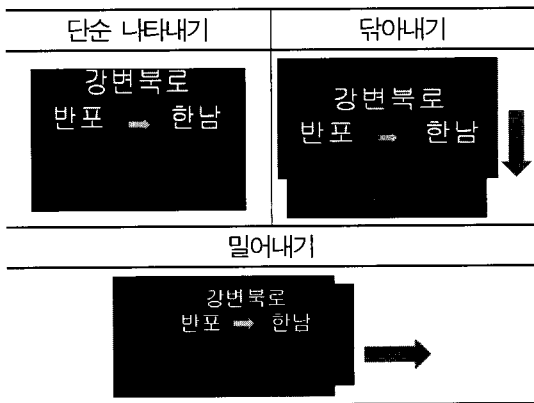 단순 나타내기
닦아내기
강변북로
반포 → 한남
강변북로
반포 → 한남
밀어내기
강변북로
반포 → 한남